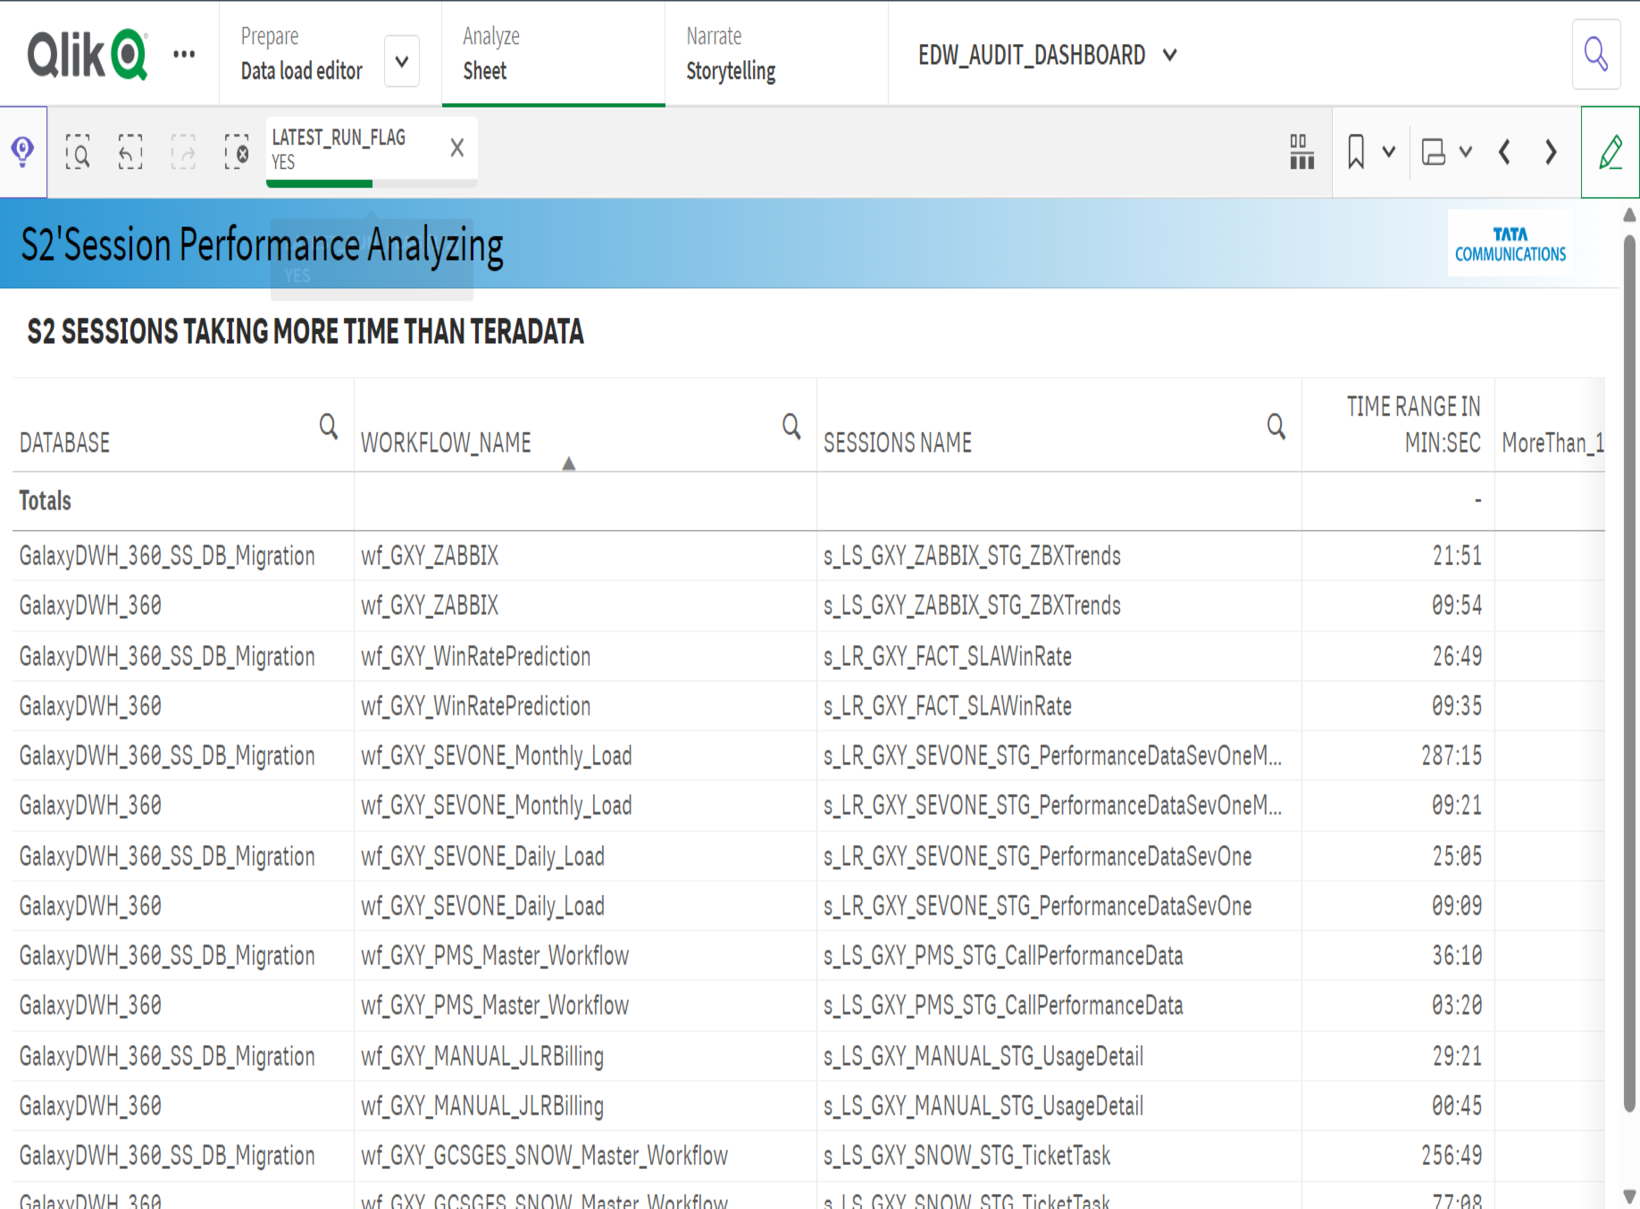 Qlik
Prepare
Data load editor
Analyze
Sheet
Narrate
Storytelling
EDW_AUDIT_DASHBOARD
LATEST_RUN_FLAG
YES
S2'Session Performance Analyzing
YES
TATA
COMMUNICATIONS
S2 SESSIONS TAKING MORE TIME THAN TERADATA
DATABASE WORKFLOW_NAME SESSIONS NAME TIME RANGE IN MIN:SEC MoreThan_1
Totals -
GalaxyDWH_360_SS_DB_Migration wf_GXY_ZABBIX s_LS_GXY_ZABBIX_STG_ZBXTrends 21:51
GalaxyDWH_360 wf_GXY_ZABBIX s_LS_GXY_ZABBIX_STG_ZBXTrends 09:54
GalaxyDWH_360_SS_DB_Migration wf_GXY_WinRatePrediction s_LR_GXY_FACT_SLAWinRate 26:49
GalaxyDWH_360 wf_GXY_WinRatePrediction s_LR_GXY_FACT_SLAWinRate 09:35
GalaxyDWH_360_SS_DB_Migration wf_GXY_SEVONE_Monthly_Load s_LR_GXY_SEVONE_STG_PerformanceDataSevOneM... 287:15
GalaxyDWH_360 wf_GXY_SEVONE_Monthly_Load s_LR_GXY_SEVONE_STG_PerformanceDataSevOneM... 09:21
GalaxyDWH_360_SS_DB_Migration wf_GXY_SEVONE_Daily_Load s_LR_GXY_SEVONE_STG_PerformanceDataSevOne 25:05
GalaxyDWH_360 wf_GXY_SEVONE_Daily_Load s_LR_GXY_SEVONE_STG_PerformanceDataSevOne 09:09
GalaxyDWH_360_SS_DB_Migration wf_GXY_PMS_Master_Workflow s_LS_GXY_PMS_STG_CallPerformanceData 36:10
GalaxyDWH_360 wf_GXY_PMS_Master_Workflow s_LS_GXY_PMS_STG_CallPerformanceData 03:20
GalaxyDWH_360_SS_DB_Migration wf_GXY_MANUAL_JLRBilling s_LS_GXY_MANUAL_STG_UsageDetail 29:21
GalaxyDWH_360 wf_GXY_MANUAL_JLRBilling s_LS_GXY_MANUAL_STG_UsageDetail 00:45
GalaxyDWH_360_SS_DB_Migration wf_GXY_GCSGES_SNOW_Master_Workflow s_LS_GXY_SNOW_STG_TicketTask 256:49
GalaxyDWH_360 wf_GXY_GCSGES_SNOW_Master_Workflow s_LS_GXY_SNOW_STG_TicketTask 77:08